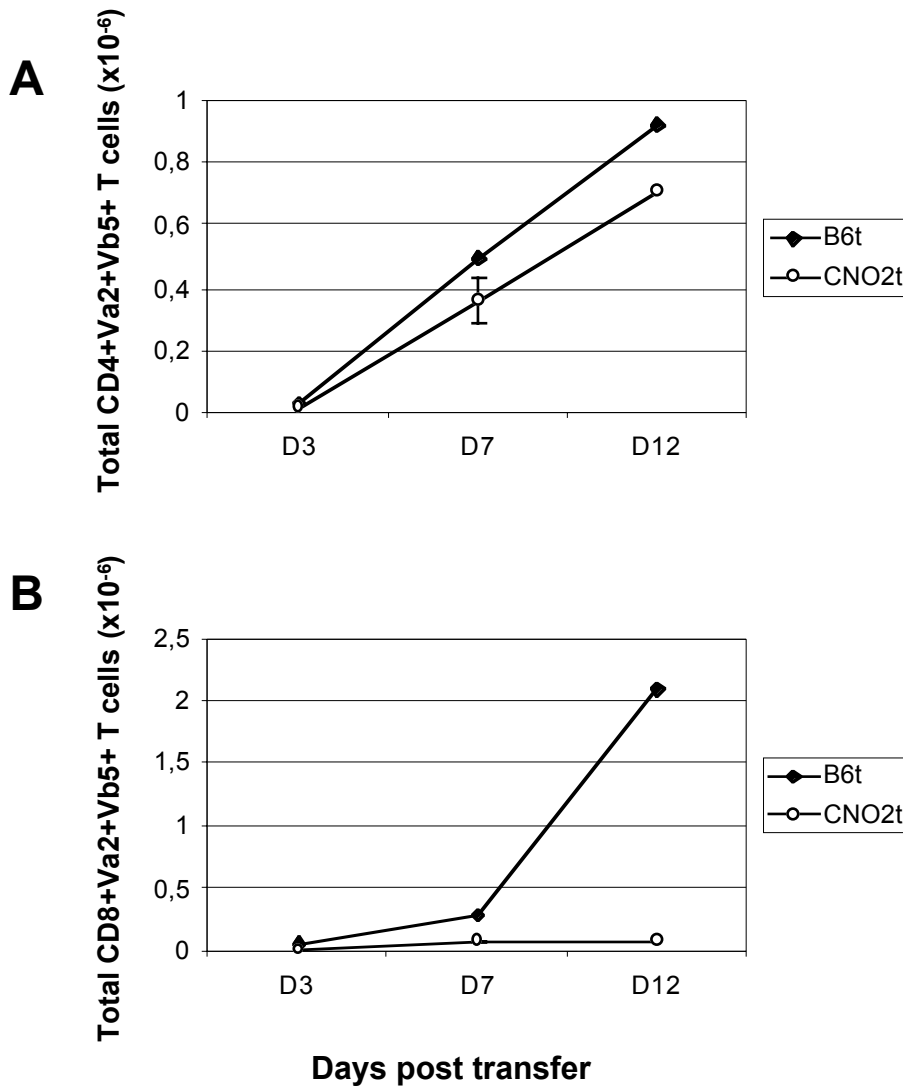 A
Total CD4+Va2+Vb5+ T cells (x10-6)
1
0,8
0,6
0,4
0,2
0
D3 D7 D12
B6t
CNO2t
B
Total CD8+Va2+Vb5+ T cells (x10-6)
2,5
2
1,5
1
0,5
0
D3 D7 D12
B6t
CNO2t
Days post transfer